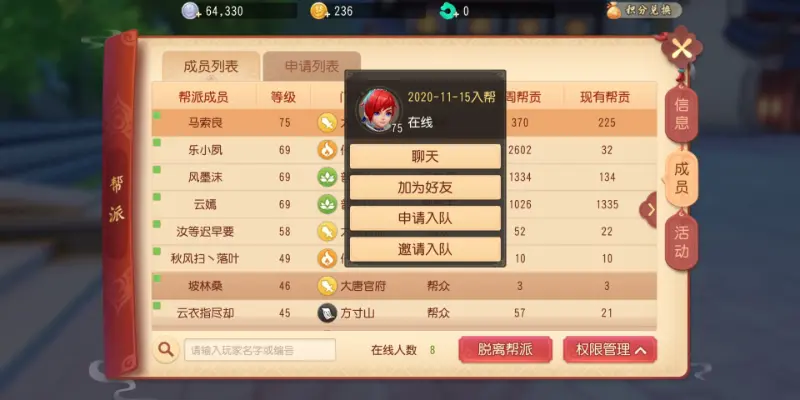 64,330
236
0
积分兑换
成员列表
申请列表
帮派成员 等级 周帮贡 现有帮贡
马索良 75 370 225
乐小夙 69 2602 32
风墨沫 69 1334 134
云嫣 69 1026 1335
汝等迟早要 58 52 22
秋风扫丶落叶 49 10 10
坡林桑 46 大唐官府 帮众 3 3
云衣指尽却 45 方寸山 帮众 57 21
2020-11-15入帮
75 在线
聊天
加为好友
申请入队
邀请入队
请输入玩家名字或编号
在线人数 8
脱离帮派
权限管理
帮派
信息
成员
活动